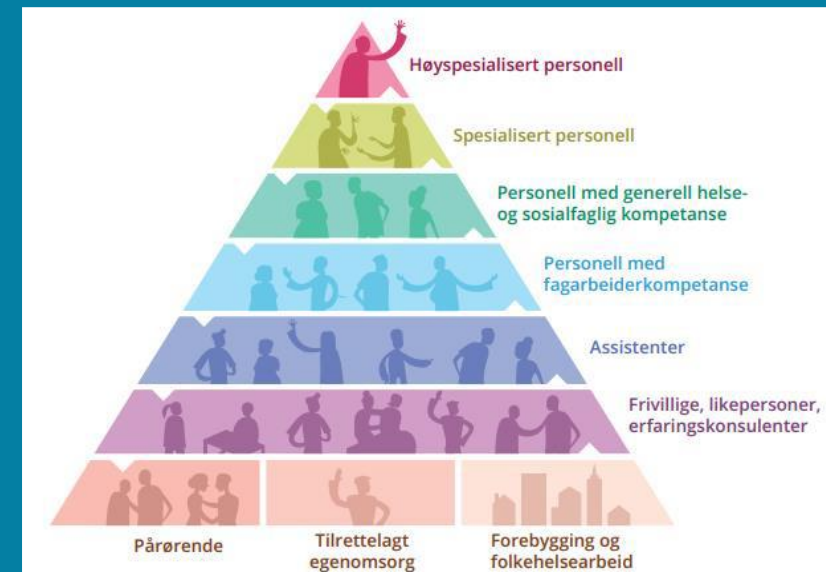 Høyspesialisert personell
Spesialisert personell
Personell med generell helse-
og sosialfaglig kompetanse
Personell med
fagarbeiderkompetanse
Assistenter
Frivillige, likepersoner,
erfaringskonsulenter
Pårørende
Tilrettelagt
egenomsorg
Forebygging og
folkehelsearbeid